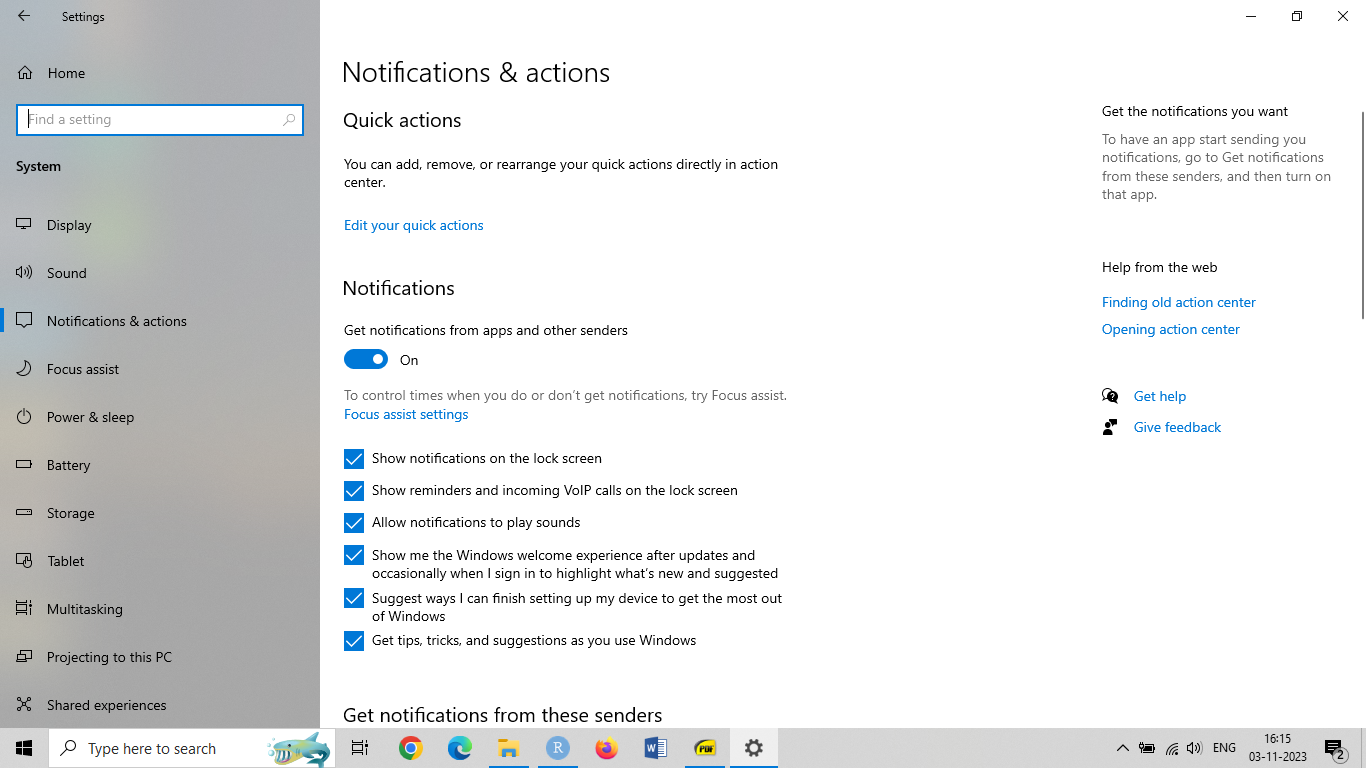 Settings
Home
Find a setting
System
Display
Sound
Notifications & actions
Focus assist
Power & sleep
Battery
Storage
Tablet
Multitasking
Projecting to this PC
Shared experiences
Notifications & actions
Quick actions
You can add, remove, or rearrange your quick actions directly in action
center.
Edit your quick actions
Notifications
Get notifications from apps and other senders
On
To control times when you do or don't get notifications, try Focus assist.
Focus assist settings
Show notifications on the lock screen
Show reminders and incoming VoIP calls on the lock screen
Allow notifications to play sounds
Show me the Windows welcome experience after updates and
occasionally when I sign in to highlight what's new and suggested
Suggest ways I can finish setting up my device to get the most out
of Windows
Get tips, tricks, and suggestions as you use Windows
Get notifications from these senders
Get the notifications you want
To have an app start sending you
notifications, go to Get notifications
from these senders, and then turn on
that app.
Help from the web
Finding old action center
Opening action center
Get help
Give feedback
Type here to search
R
W
PDF
ENG
16:15
03-11-2023
2